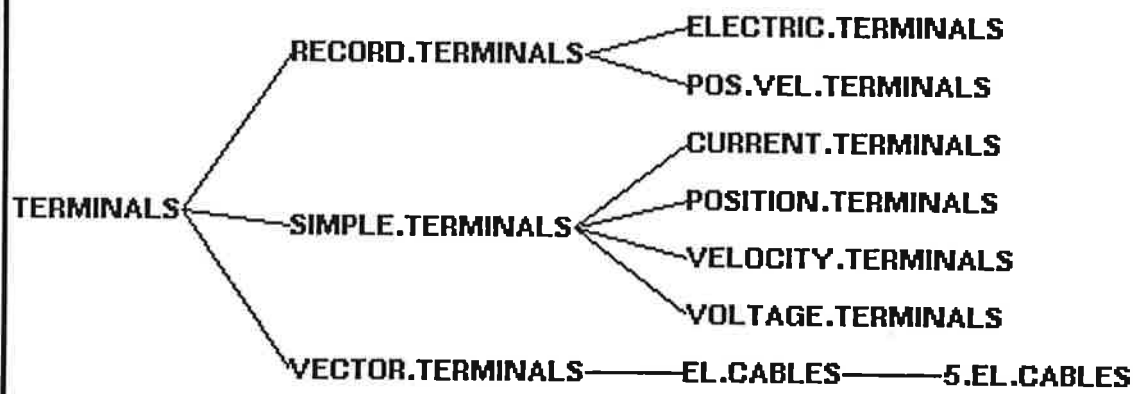 ELECTRIC.TERMINALS
RECORD.TERMINALS
POS.VEL.TERMINALS
CURRENT.TERMINALS
TERMINALS
POSITION.TERMINALS
SIMPLE.TERMINALS
VELOCITY.TERMINALS
VOLTAGE.TERMINALS
VECTOR.TERMINALS EL.CABLES 5.EL.CABLES